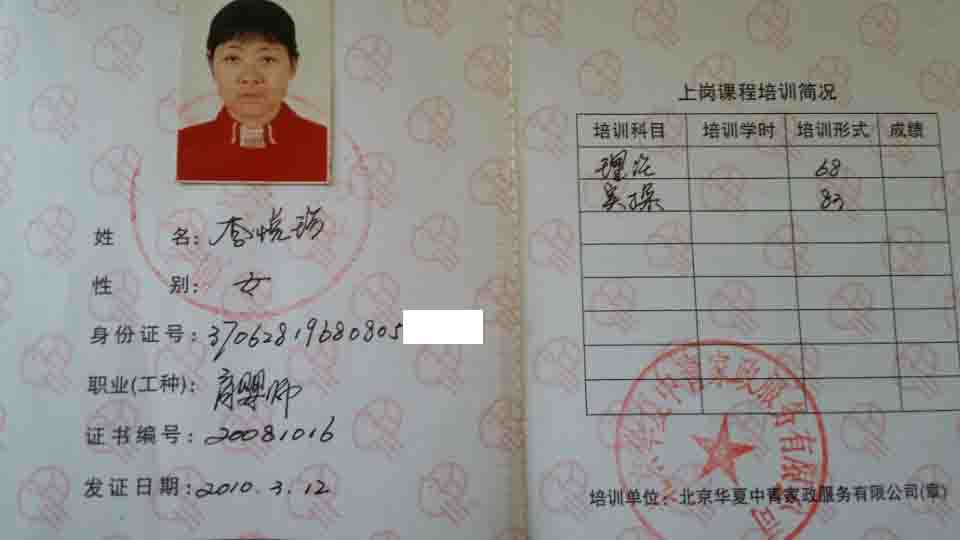 姓 名：李悦瑞
性 别：女
身份证号：37062819680805
职业(工种)：育婴师
证书编号：20081016
发证日期：2010.3.12
上岗课程培训简况
培训科目 培训学时 培训形式 成绩
理论 68
实操 83
培训单位：北京华夏中青家政服务有限公司(章)
华夏中青家政服务有限公司